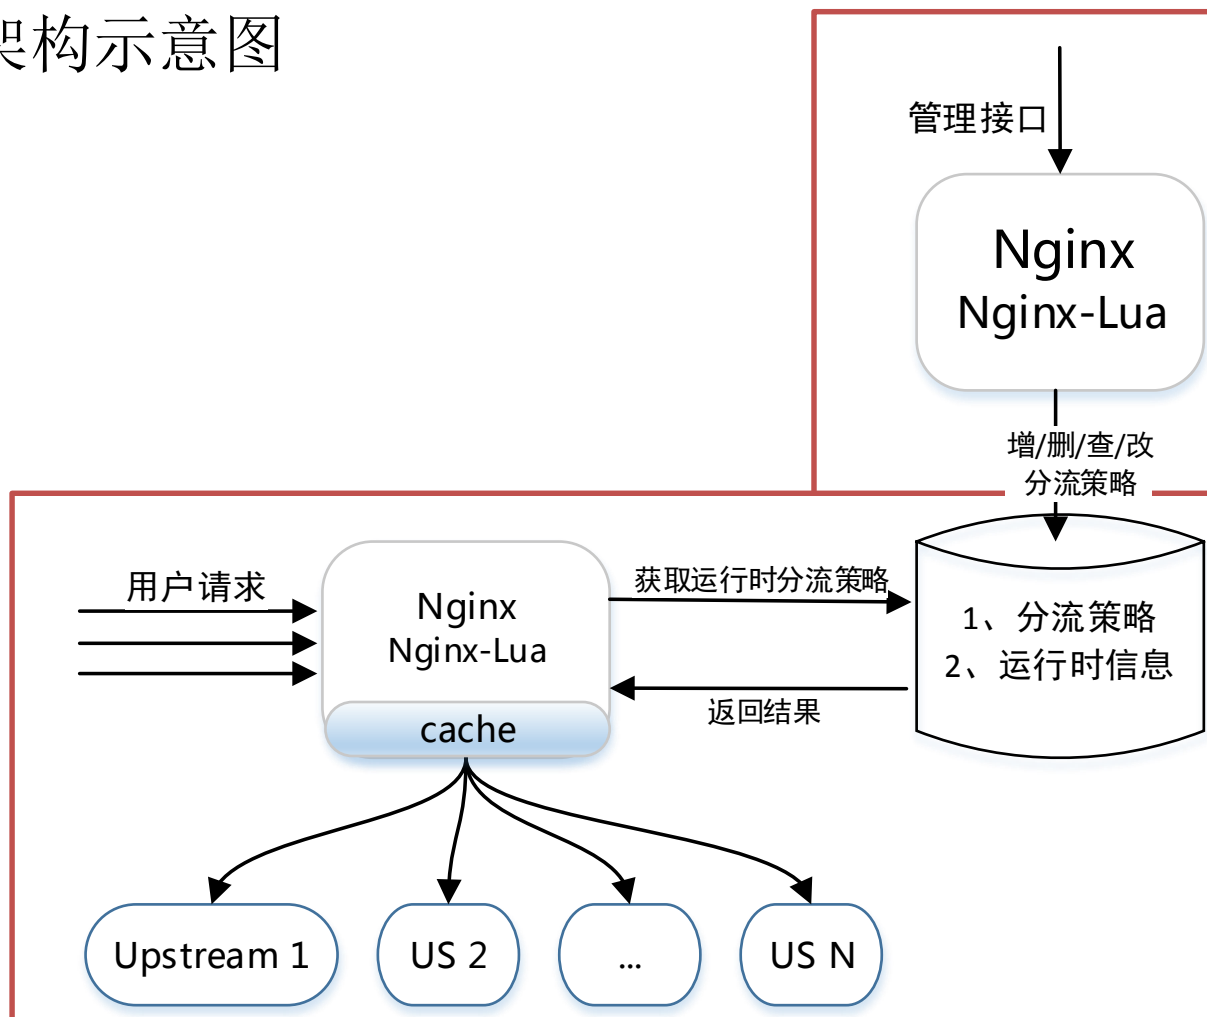 架构示意图
管理接口
Nginx
Nginx-Lua
增/删/查/改
分流策略
用户请求
Nginx
Nginx-Lua
cache
获取运行时分流策略
返回结果
1、分流策略
2、运行时信息
Upstream 1
US 2
...
US N